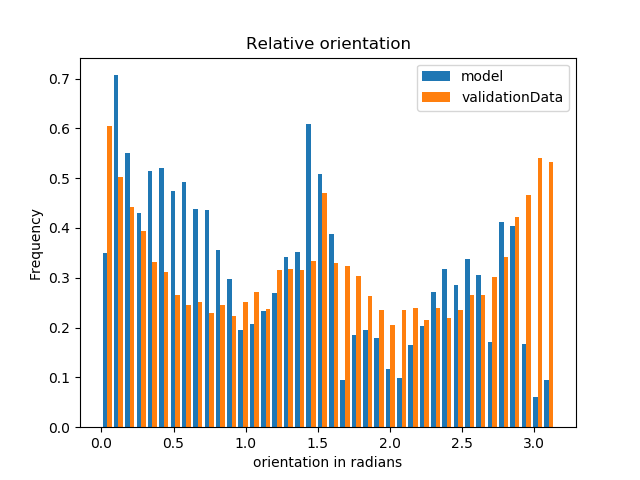 Relative orientation
model
validationData
Frequency
0.7
0.6
0.5
0.4
0.3
0.2
0.1
0.0
0.0 0.5 1.0 1.5 2.0 2.5 3.0
orientation in radians